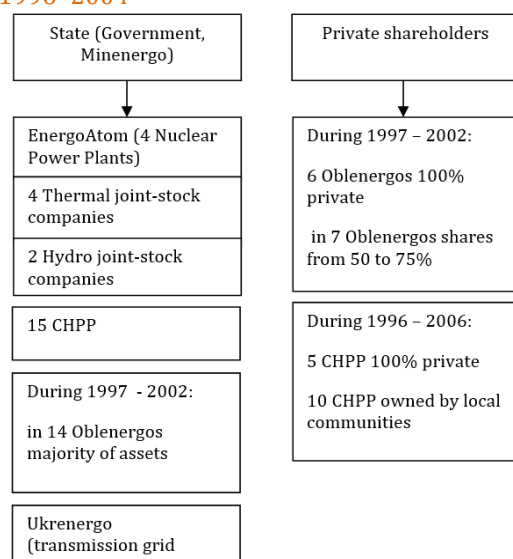 State (Government,
Minenergo)
EnergoAtom (4 Nuclear
Power Plants)
4 Thermal joint-stock
companies
2 Hydro joint-stock
companies
15 CHPP
During 1997 - 2002:
in 14 Oblenergos
majority of assets
Ukrenergo
(transmission grid
Private shareholders
During 1997 – 2002:
6 Oblenergos 100%
private
in 7 Oblenergos shares
from 50 to 75%
During 1996 – 2006:
5 CHPP 100% private
10 CHPP owned by local
communities